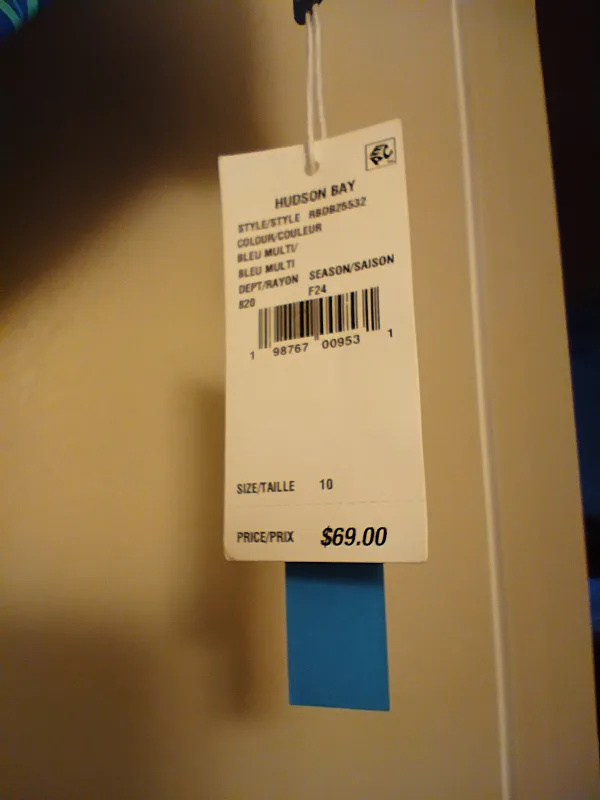 HUDSON BAY
STYLE/STYLE RBDB25532
COLOUR/COULEUR
BLEU MULTI/
BLEU MULTI
DEPT/RAYON SEASON/SAISON
820 F24
1 98767 00953 1
SIZE/TAILLE 10
PRICE/PRIX $69.00